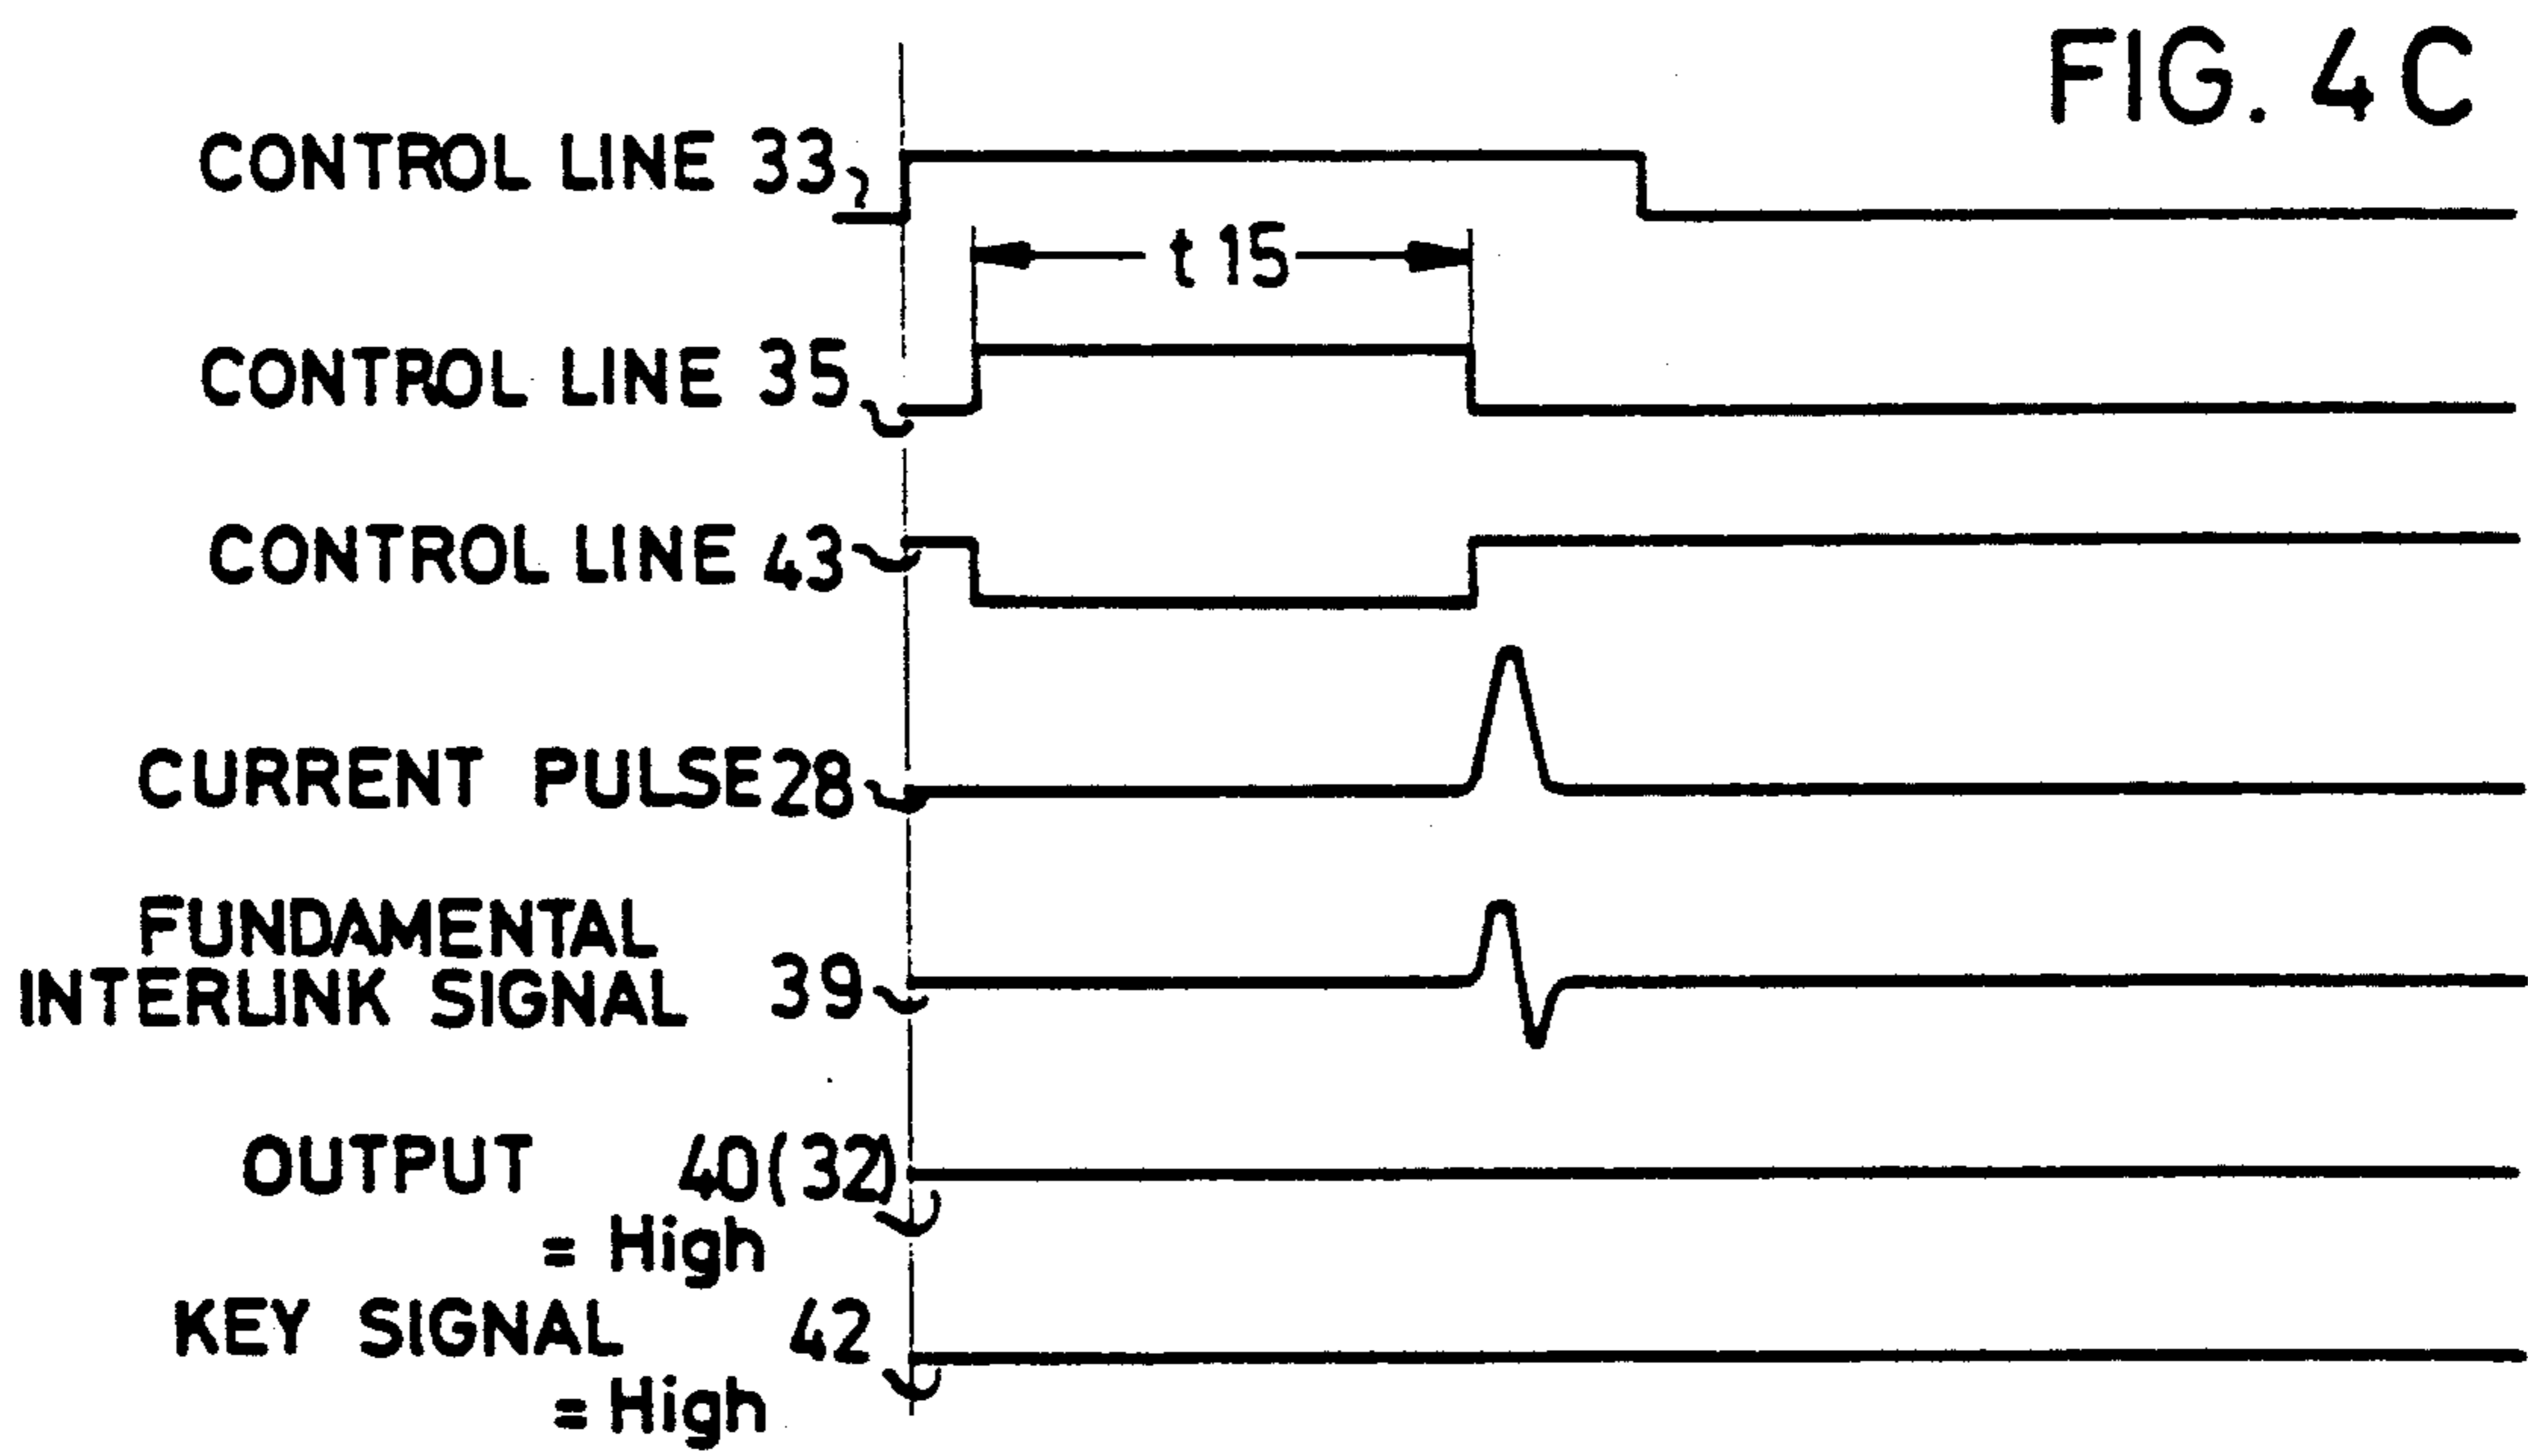 FIG. 4C
CONTROL LINE 33
t 15
CONTROL LINE 35
CONTROL LINE 43
CURRENT PULSE 28
FUNDAMENTAL
INTERLINK SIGNAL 39
OUTPUT 40(32)
= High
KEY SIGNAL 42
= High